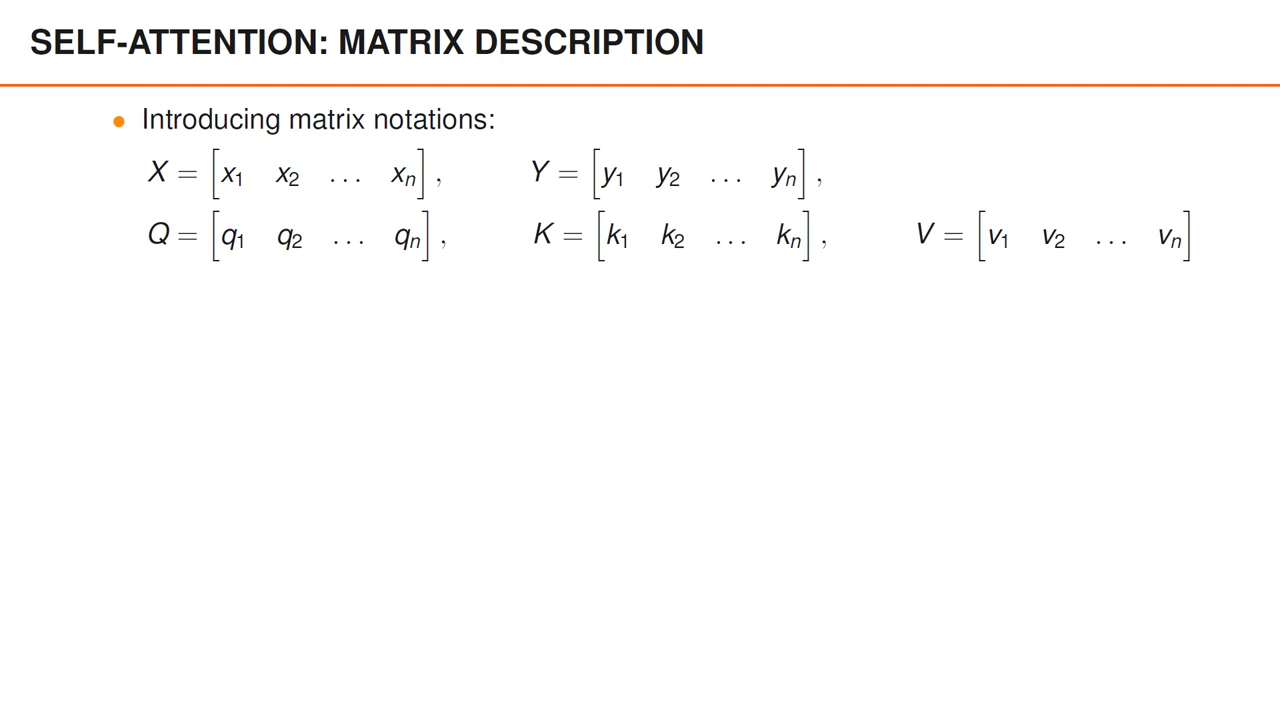 SELF-ATTENTION: MATRIX DESCRIPTION
• Introducing matrix notations:
X = [x₁ x₂ … xₙ], Y = [y₁ y₂ … yₙ],
Q = [q₁ q₂ … qₙ], K = [k₁ k₂ … kₙ], V = [v₁ v₂ … vₙ]